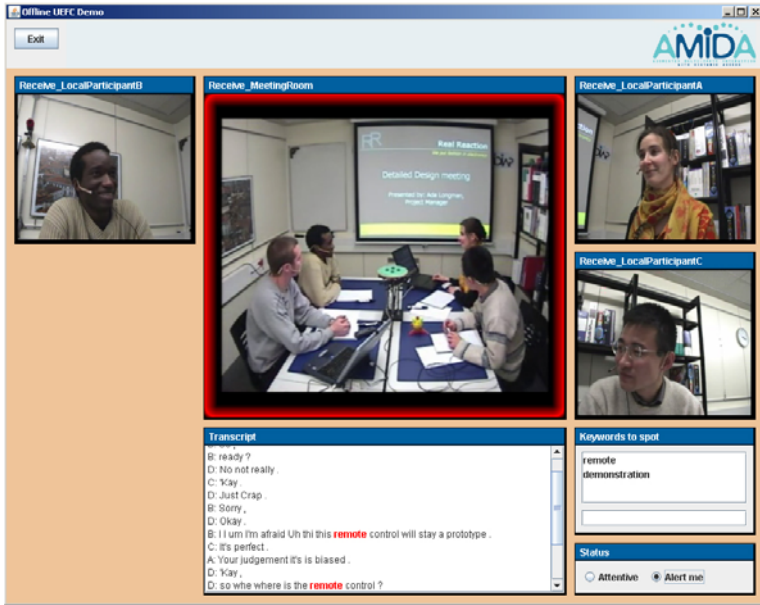 Offline UEFC Demo
Exit
AMIDA
Receive_LocalParticipantB
Receive_MeetingRoom
Receive_LocalParticipantA
RR
Real Reaction
Detailed Design meeting
Presented by: Ada Longman,
Project Manager
Receive_LocalParticipantC
Transcript
B: ready ?
D: No not really .
C: 'Kay .
D: Just Crap .
B: Sorry ,
D: Okay .
B: I I um I'm afraid Uh thi this remote control will stay a prototype .
C: It's perfect .
A: Your judgement it's is biased .
D: 'Kay ,
D: so whe where is the remote control ?
Keywords to spot
remote
demonstration
Status
Attentive
Alert me